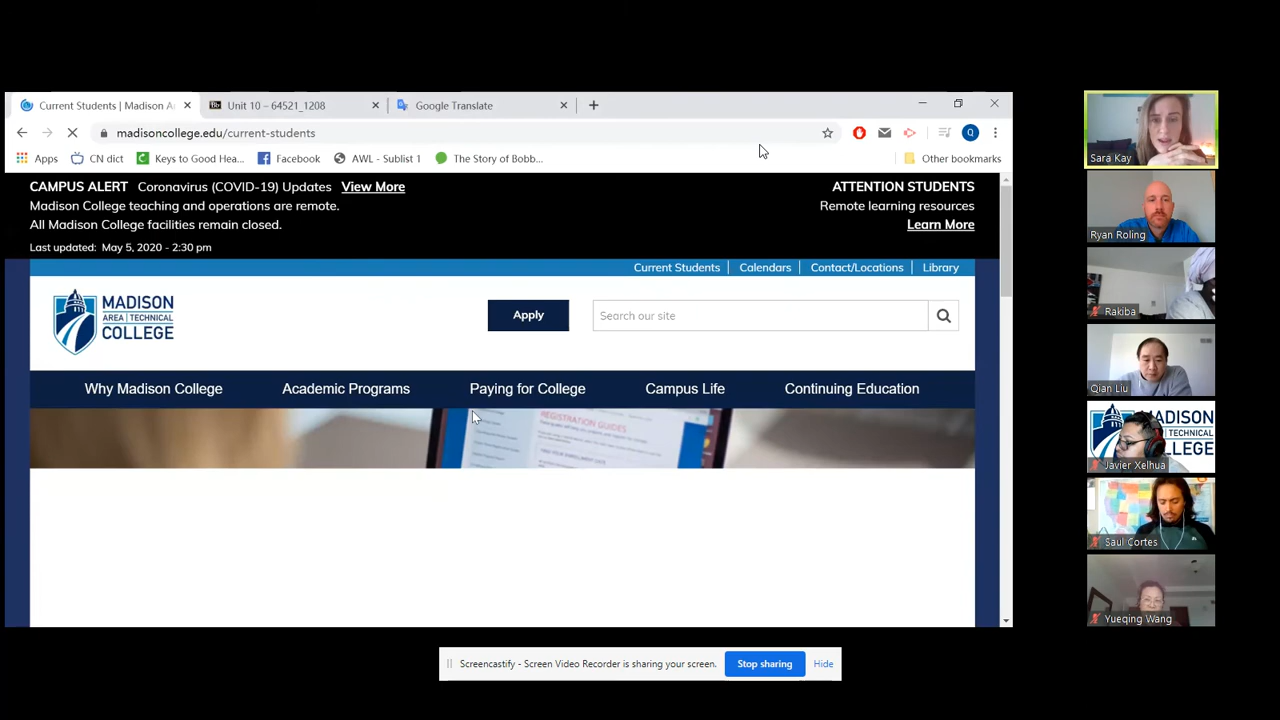 Current Students | Madison A
Unit 10 – 64521_1208
Google Translate
madisoncollege.edu/current-students
Q
Apps
CN dict
Keys to Good Hea...
Facebook
AWL - Sublist 1
The Story of Bobb...
Other bookmarks
CAMPUS ALERT Coronavirus (COVID-19) Updates View More
Madison College teaching and operations are remote.
All Madison College facilities remain closed.
Last updated: May 5, 2020 - 2:30 pm
ATTENTION STUDENTS
Remote learning resources
Learn More
Current Students
Calendars
Contact/Locations
Library
MADISON
AREA | TECHNICAL
COLLEGE
Apply
Search our site
Why Madison College
Academic Programs
Paying for College
Campus Life
Continuing Education
REGISTRATION GUIDES
Screencastify - Screen Video Recorder is sharing your screen.
Stop sharing
Hide
Sara Kay
Ryan Roling
Rakiba
Qian Liu
MADISON
TECHNICAL
Javier Xelhua
Saul Cortes
Yueqing Wang